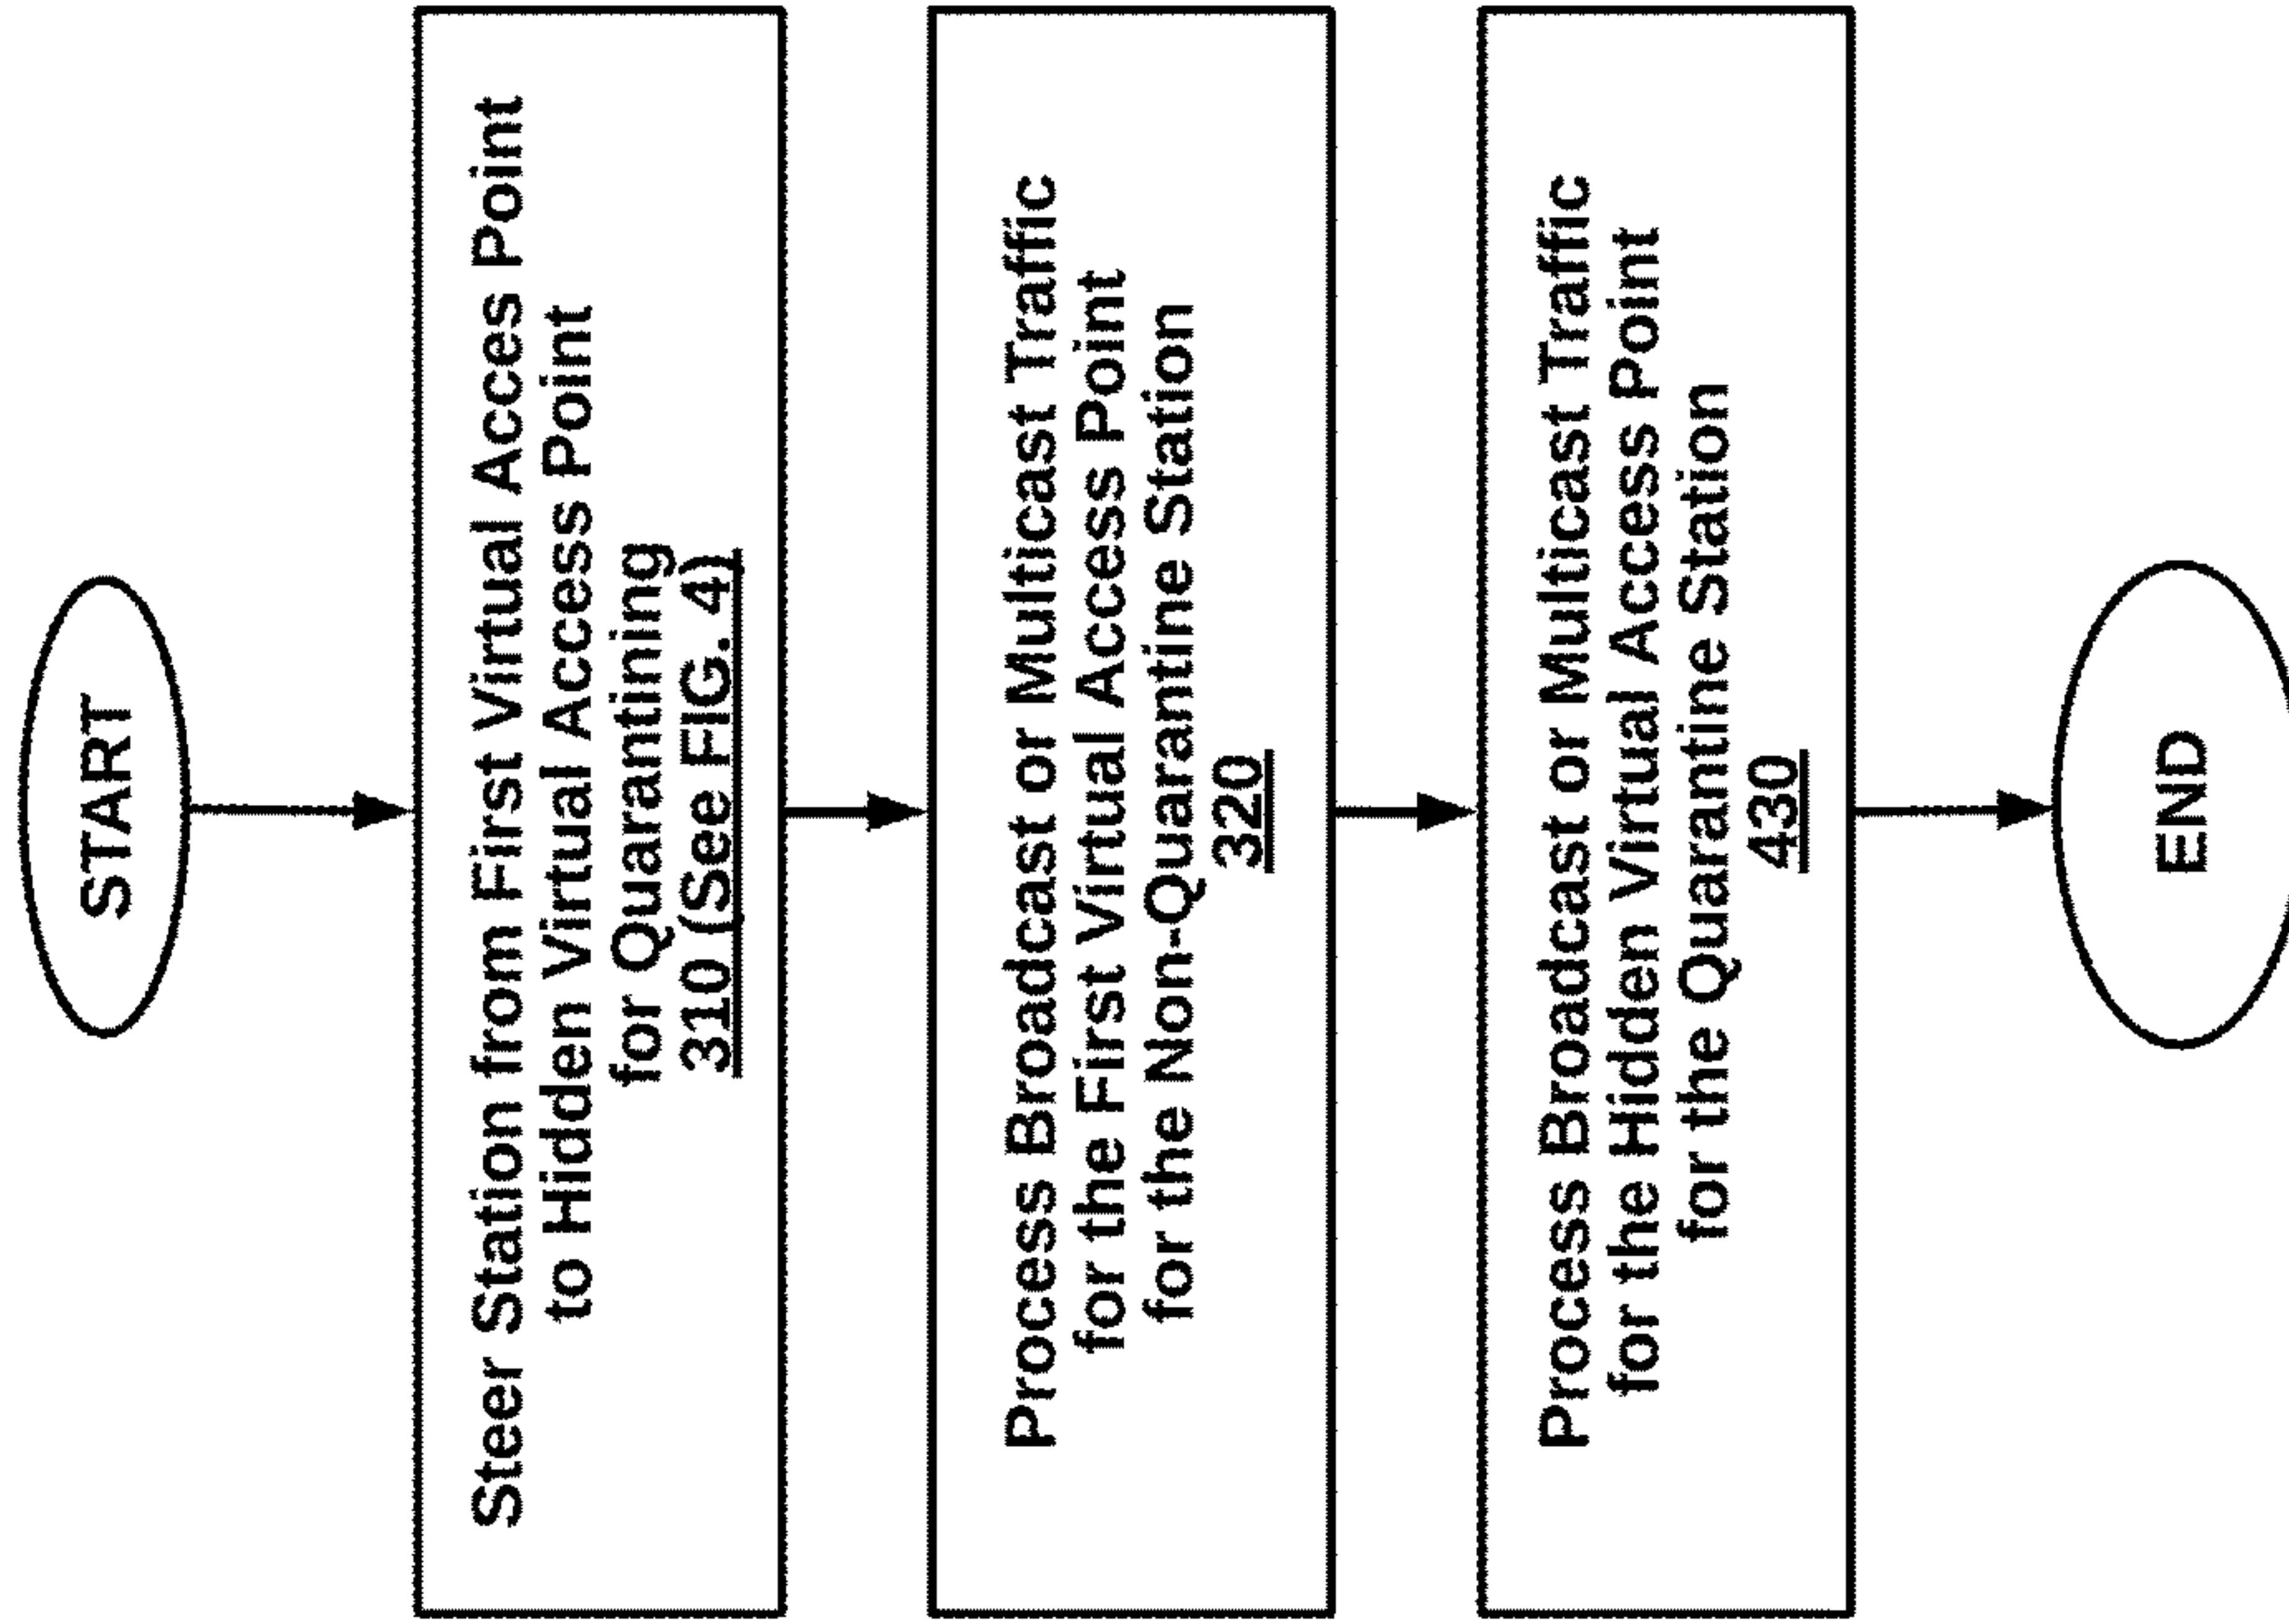 START
Steer Station from First Virtual Access Point
to Hidden Virtual Access Point
for Quarantining
310 (See FIG. 4)
Process Broadcast or Multicast Traffic
for the First Virtual Access Point
for the Non-Quarantine Station
320
Process Broadcast or Multicast Traffic
for the Hidden Virtual Access Point
for the Quarantine Station
430
END